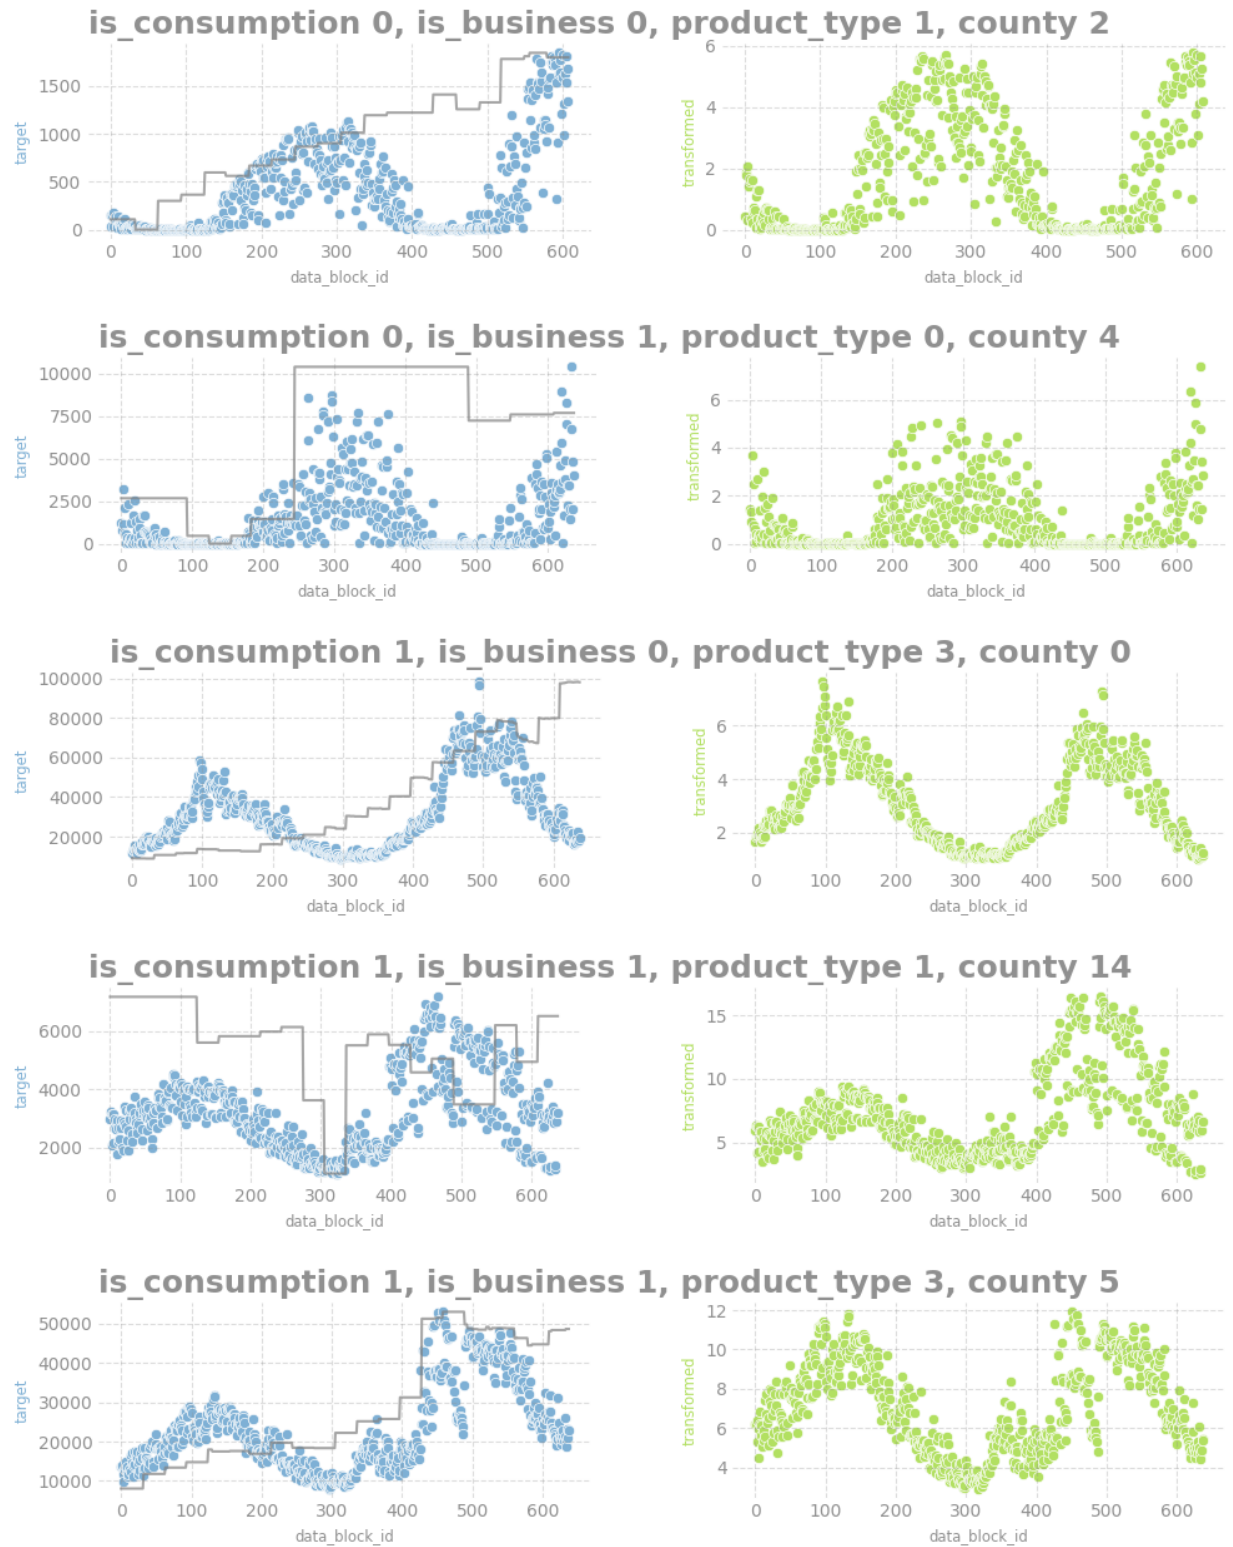 is_consumption 0, is_business 0, product_type 1, county 2
target
1500
1000
500
0
0 100 200 300 400 500 600
data_block_id
transformed
6
4
2
0
0 100 200 300 400 500 600
data_block_id
is_consumption 0, is_business 1, product_type 0, county 4
target
10000
7500
5000
2500
0
0 100 200 300 400 500 600
data_block_id
transformed
6
4
2
0
0 100 200 300 400 500 600
data_block_id
is_consumption 1, is_business 0, product_type 3, county 0
target
100000
80000
60000
40000
20000
0 100 200 300 400 500 600
data_block_id
transformed
6
4
2
0 100 200 300 400 500 600
data_block_id
is_consumption 1, is_business 1, product_type 1, county 14
target
6000
4000
2000
0 100 200 300 400 500 600
data_block_id
transformed
15
10
5
0 100 200 300 400 500 600
data_block_id
is_consumption 1, is_business 1, product_type 3, county 5
target
50000
40000
30000
20000
10000
0 100 200 300 400 500 600
data_block_id
transformed
12
10
8
6
4
0 100 200 300 400 500 600
data_block_id